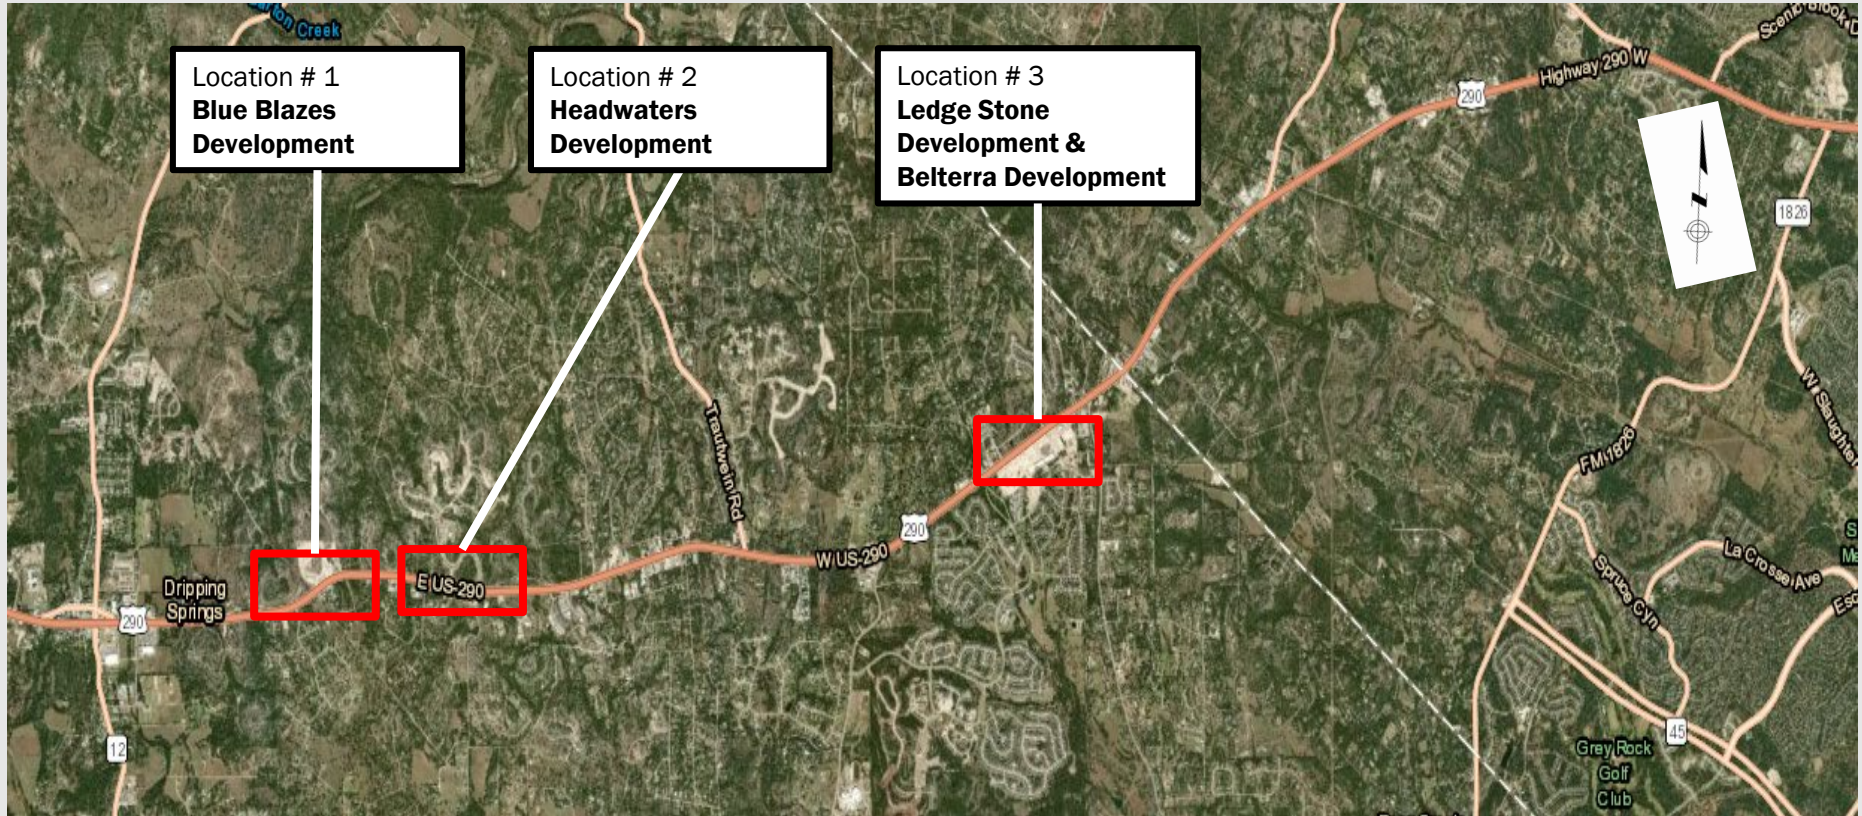 Creek
Location # 1
Blue Blazes
Development
Location # 2
Headwaters
Development
Location # 3
Ledge Stone
Development &
Belterra Development
Highway 290 W
290
1826
Trautwein Rd
W Slaughter
FM 1826
290
W US-290
E US-290
Dripping
Springs
290
La Crosse Ave
Spruce Cyn
12
45
Grey Rock
Golf
Club